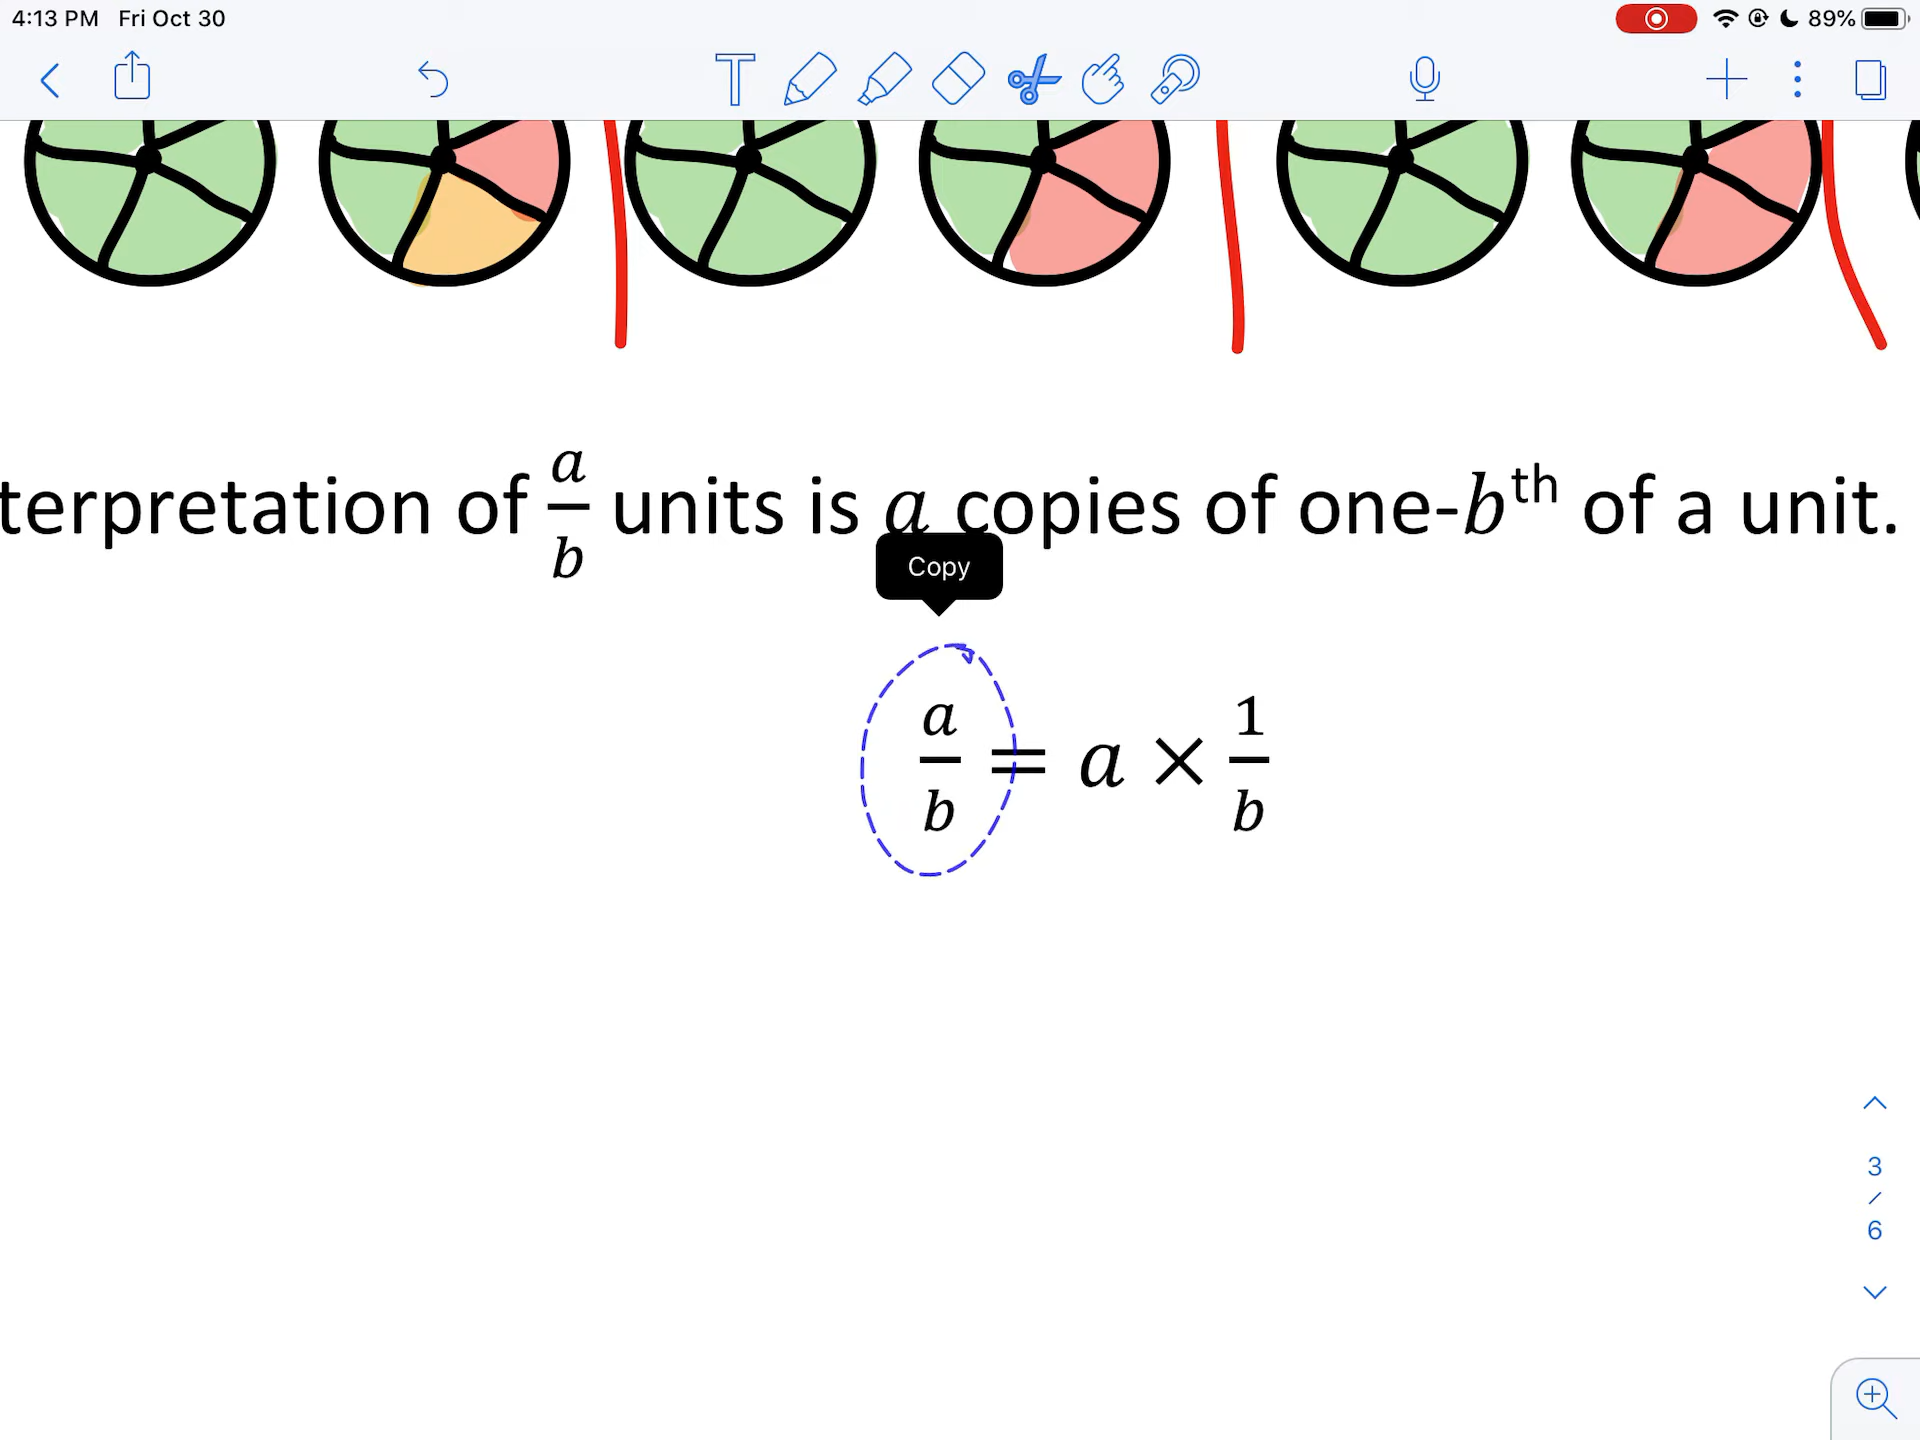 4:13 PM Fri Oct 30 89%
terpretation of a/b units is a copies of one-bᵗʰ of a unit.
Copy
a/b = a × 1/b
3
/
6